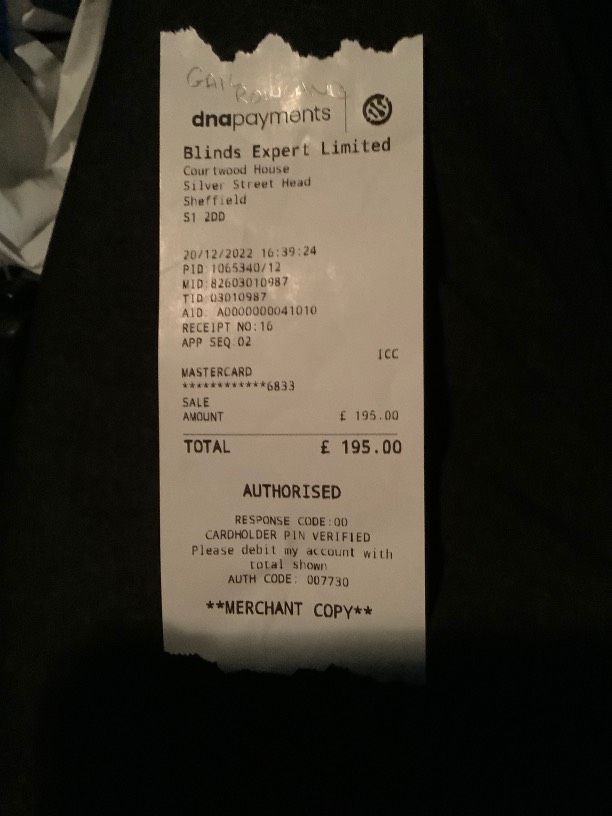 GAIL
dnapayments
Blinds Expert Limited
Courtwood House
Silver Street Head
Sheffield
S1 2DD
20/12/2022 16:39:24
PID 1065340/12
MID:82603010987
TID 03010987
AID: A0000000041010
RECEIPT NO:16
APP SEQ:02
ICC
MASTERCARD
************6833
SALE
AMOUNT £ 195.00
TOTAL £ 195.00
AUTHORISED
RESPONSE CODE:00
CARDHOLDER PIN VERIFIED
Please debit my account with
total shown
AUTH CODE: 007730
**MERCHANT COPY**